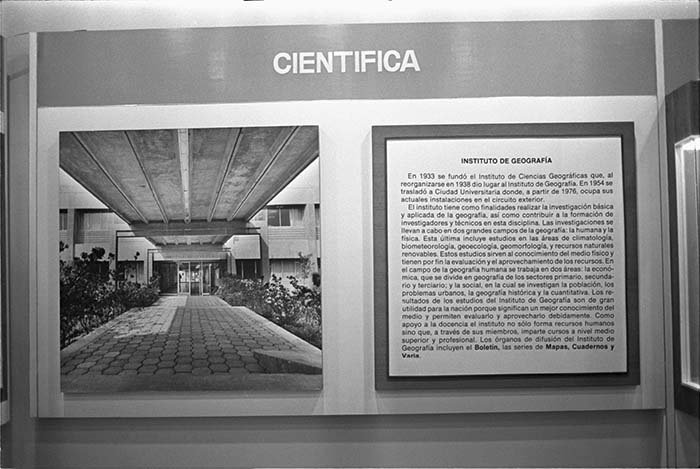 CIENTIFICA
INSTITUTO DE GEOGRAFÍA
En 1933 se fundó el Instituto de Ciencias Geográficas que, al
reorganizarse en 1938 dio lugar al Instituto de Geografía. En 1954 se
trasladó a Ciudad Universitaria donde, a partir de 1976, ocupa sus
actuales instalaciones en el circuito exterior.
El instituto tiene como finalidades realizar la investigación básica
y aplicada de la geografía, así como contribuir a la formación de
investigadores y técnicos en esta disciplina. Las investigaciones se
llevan a cabo en dos grandes campos de la geografía: la humana y la
física. Esta última incluye estudios en las áreas de climatología,
biometeorología, geoecología, geomorfología, y recursos naturales
renovables. Estos estudios sirven al conocimiento del medio físico y
tienen por fin la evaluación y el aprovechamiento de los recursos. En
el campo de la geografía humana se trabaja en dos áreas: la econó-
mica, que se divide en geografía de los sectores primario, secunda-
rio y terciario; y la social, en la cual se investigan la población, los
problemas urbanos, la geografía histórica y la cuantitativa. Los re-
sultados de los estudios del Instituto de Geografía son de gran
utilidad para la nación porque significan un mejor conocimiento del
medio y permiten evaluarlo y aprovecharlo debidamente. Como
apoyo a la docencia el instituto no sólo forma recursos humanos
sino que, a través de sus miembros, imparte cursos a nivel medio
superior y profesional. Los órganos de difusión del Instituto de
Geografía incluyen el Boletín, las series de Mapas, Cuadernos y
Varia.